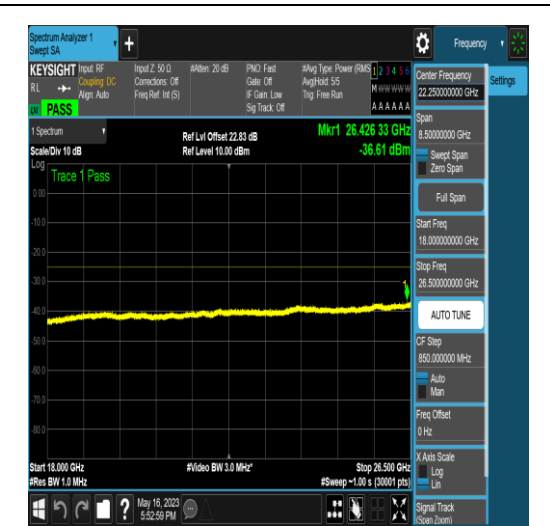 Spectrum Analyzer 1
Swept SA
+
Frequency
KEYSIGHT
RL
LXI
PASS
Input: RF
Coupling: DC
Align: Auto
Input Z: 50 Ω
Corrections: Off
Freq Ref: Int (S)
#Atten: 20 dB
PNO: Fast
Gate: Off
IF Gain: Low
Sig Track: Off
#Avg Type: Power (RMS
Avg|Hold: 5/5
Trig: Free Run
1 2 3 4 5 6
M W W W W W
A A A A A A
1 Spectrum
Scale/Div 10 dB
Ref Lvl Offset 22.83 dB
Ref Level 10.00 dBm
Mkr1 26.426 33 GHz
-36.61 dBm
Log
Trace 1 Pass
0.00
-10.0
-20.0
-30.0
-40.0
-50.0
-60.0
-70.0
-80.0
1
Start 18.000 GHz
#Res BW 1.0 MHz
#Video BW 3.0 MHz*
Stop 26.500 GHz
#Sweep ~1.00 s (30001 pts)
May 16, 2023
5:52:59 PM
?
Center Frequency
22.250000000 GHz
Settings
Span
8.50000000 GHz
Swept Span
Zero Span
Full Span
Start Freq
18.000000000 GHz
Stop Freq
26.500000000 GHz
AUTO TUNE
CF Step
850.000000 MHz
Auto
Man
Freq Offset
0 Hz
X Axis Scale
Log
Lin
Signal Track
(Span Zoom)